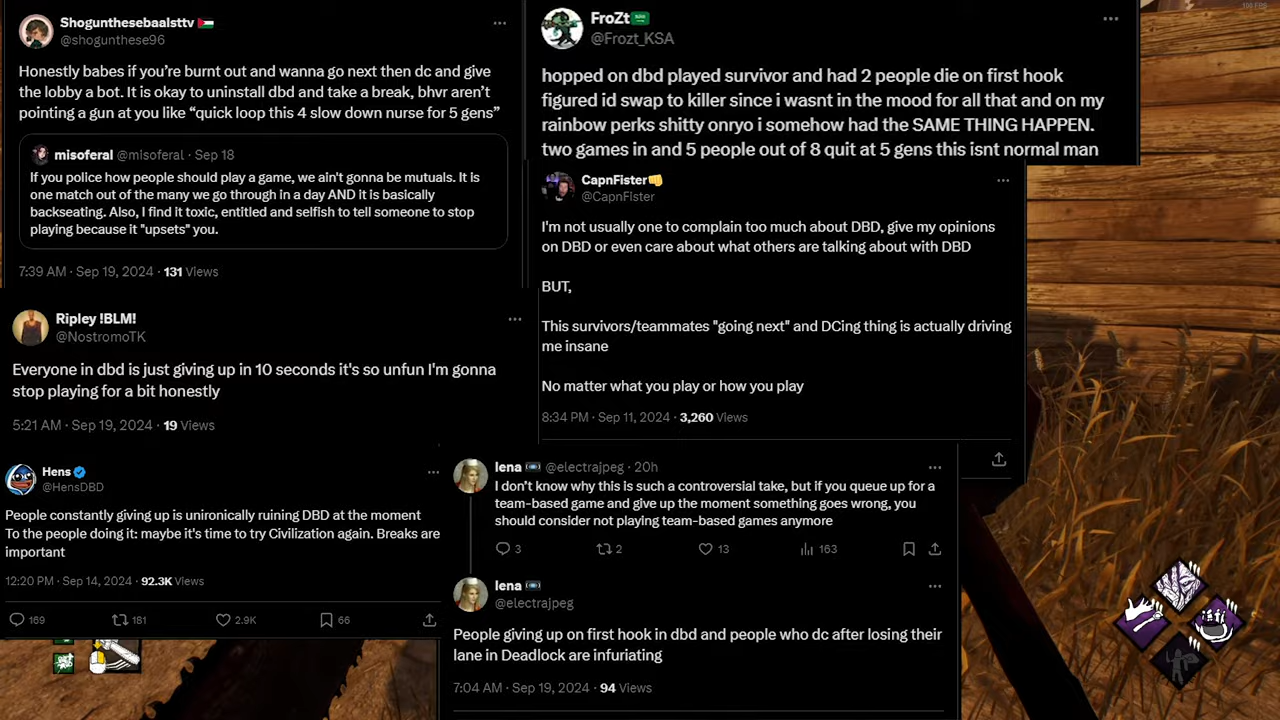 Shogunthesebaalsttv
@shogunthese96
Honestly babes if you’re burnt out and wanna go next then dc and give
the lobby a bot. It is okay to uninstall dbd and take a break, bhvr aren’t
pointing a gun at you like “quick loop this 4 slow down nurse for 5 gens”
misoferal @misoferal · Sep 18
If you police how people should play a game, we ain't gonna be mutuals. It is
one match out of the many we go through in a day AND it is basically
backseating. Also, I find it toxic, entitled and selfish to tell someone to stop
playing because it "upsets" you.
7:39 AM · Sep 19, 2024 · 131 Views
Ripley !BLM!
@NostromoTK
Everyone in dbd is just giving up in 10 seconds it's so unfun I'm gonna
stop playing for a bit honestly
5:21 AM · Sep 19, 2024 · 19 Views
Hens
@HensDBD
People constantly giving up is unironically ruining DBD at the moment
To the people doing it: maybe it's time to try Civilization again. Breaks are
important
12:20 PM · Sep 14, 2024 · 92.3K Views
169 181 2.9K 66
FroZt
@Frozt_KSA
hopped on dbd played survivor and had 2 people die on first hook
figured id swap to killer since i wasnt in the mood for all that and on my
rainbow perks shitty onryo i somehow had the SAME THING HAPPEN.
two games in and 5 people out of 8 quit at 5 gens this isnt normal man
CapnFister
@CapnFister
I'm not usually one to complain too much about DBD, give my opinions
on DBD or even care about what others are talking about with DBD
BUT,
This survivors/teammates "going next" and DCing thing is actually driving
me insane
No matter what you play or how you play
8:34 PM · Sep 11, 2024 · 3,260 Views
lena @electrajpeg · 20h
I don't know why this is such a controversial take, but if you queue up for a
team-based game and give up the moment something goes wrong, you
should consider not playing team-based games anymore
3 2 13 163
lena
@electrajpeg
People giving up on first hook in dbd and people who dc after losing their
lane in Deadlock are infuriating
7:04 AM · Sep 19, 2024 · 94 Views